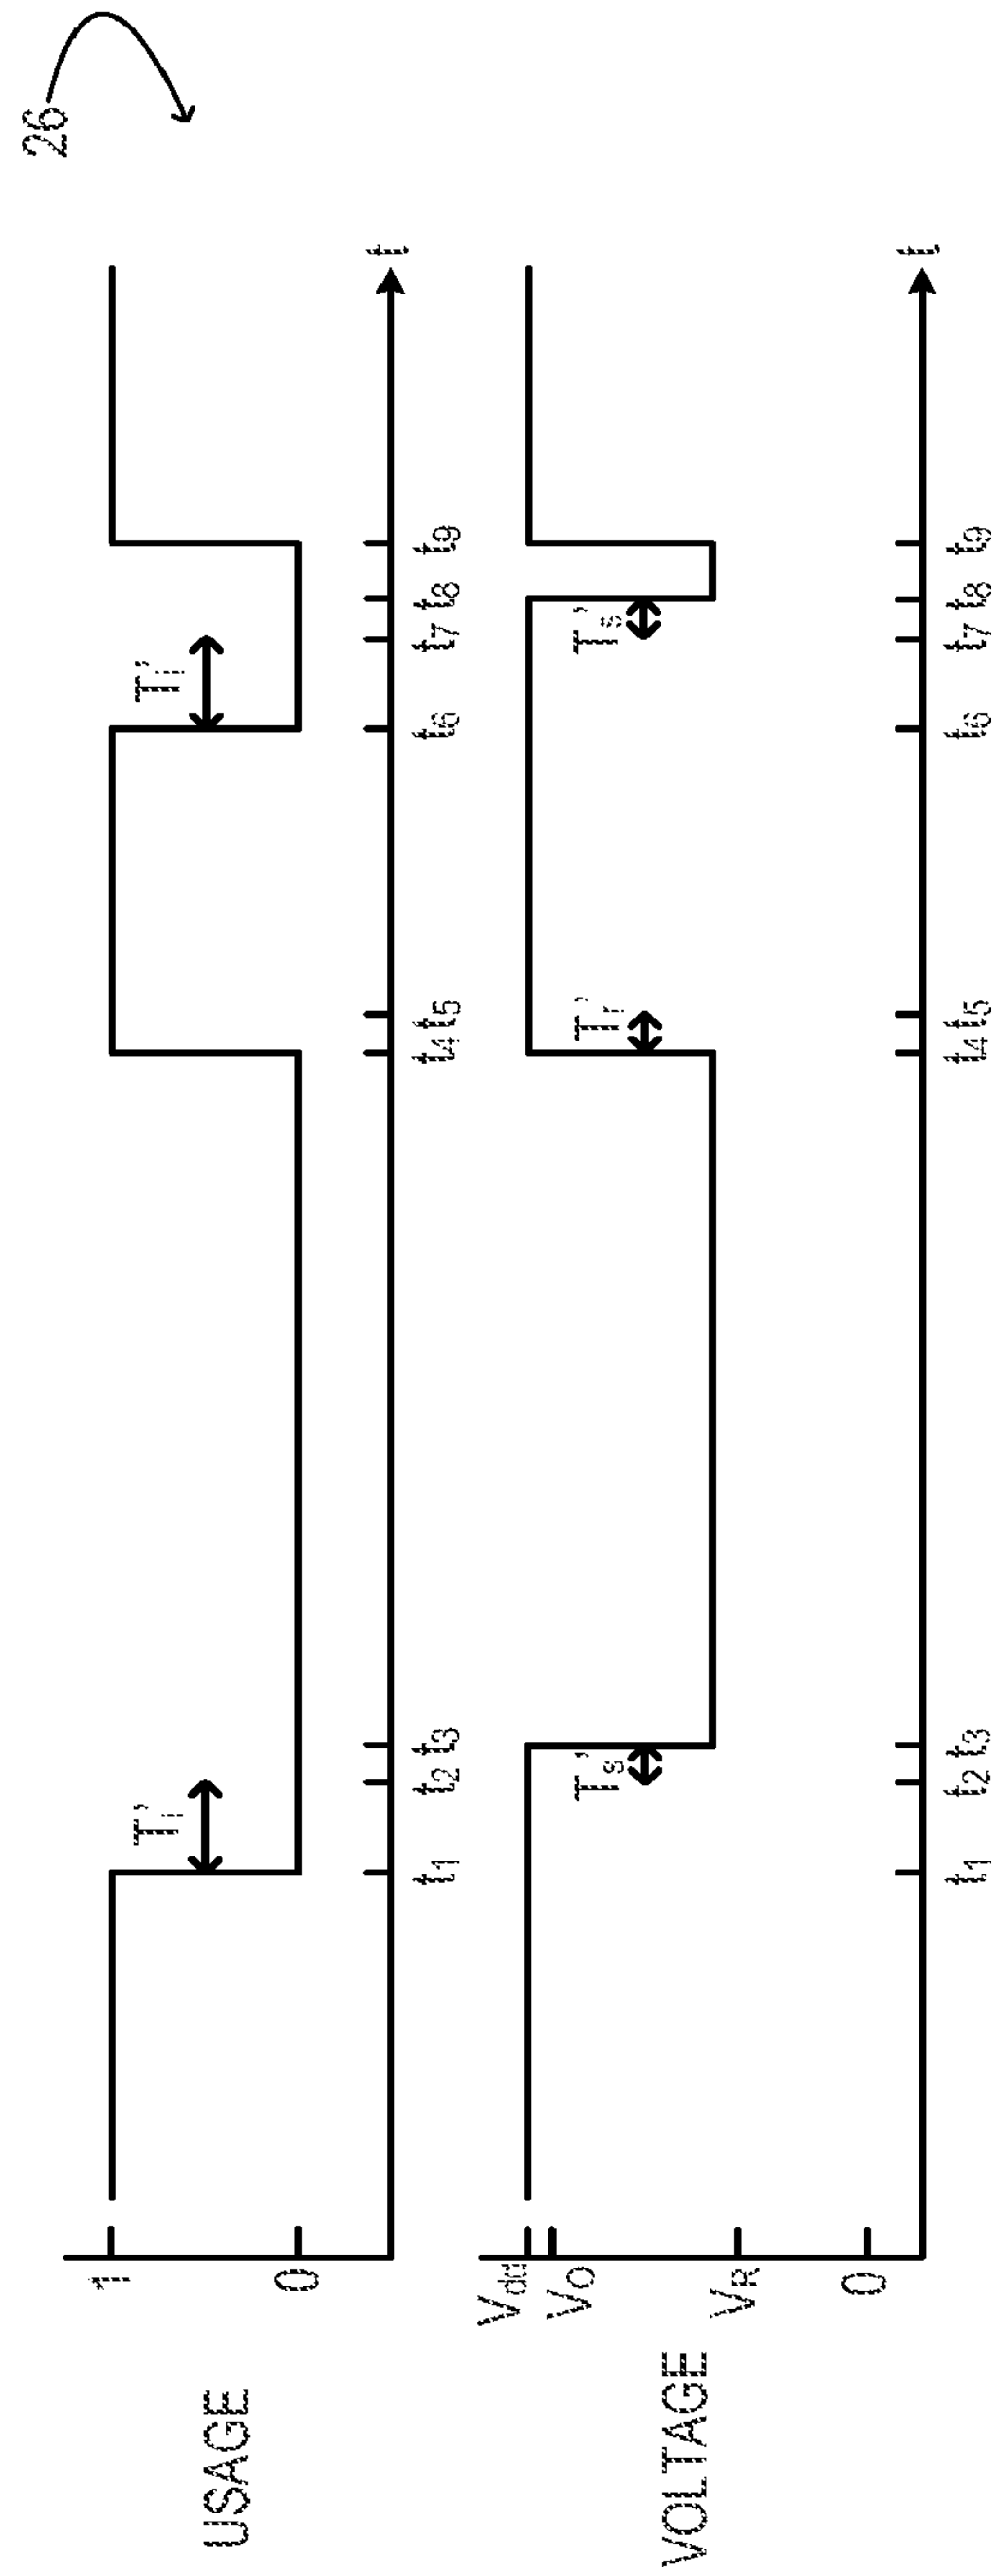 26
USAGE
1
0
Tᵢ’
Tᵢ’
t₁ t₂ t₃ t₄ t₅ t₆ t₇ t₈ t₉ t
VOLTAGE
Vdd
VO
VR
0
Tₛ’
Tᵣ’
Tₛ’
t₁ t₂ t₃ t₄ t₅ t₆ t₇ t₈ t₉ t